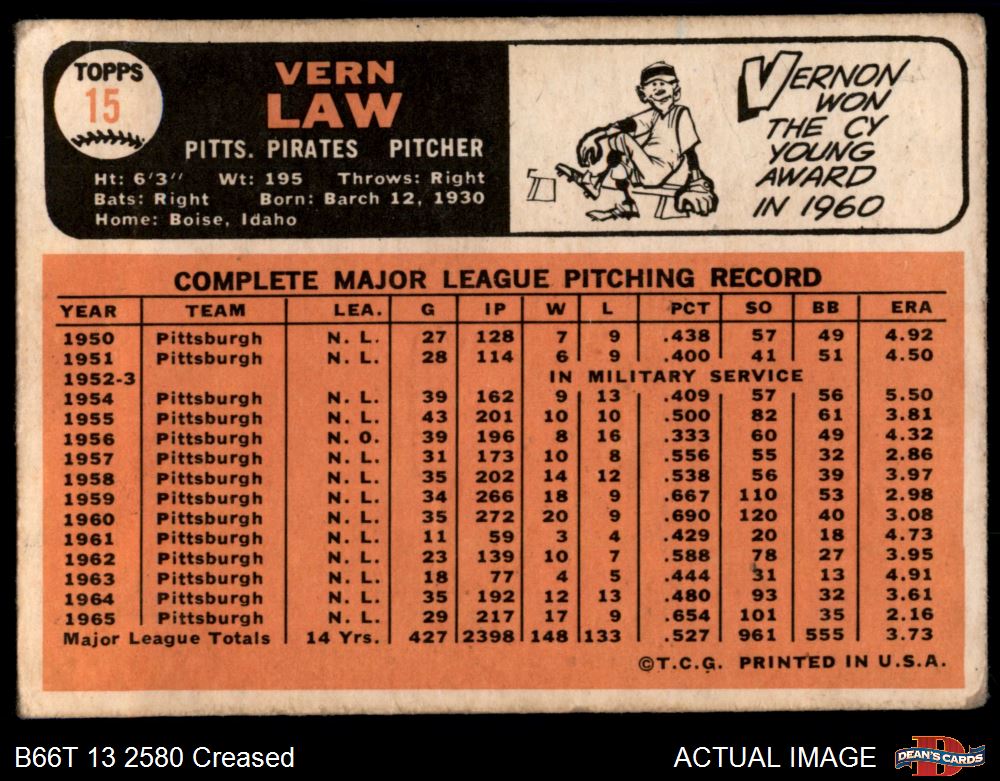 TOPPS
15
VERN
LAW
PITTS. PIRATES PITCHER
Ht: 6'3" Wt: 195 Throws: Right
Bats: Right Born: Barch 12, 1930
Home: Boise, Idaho
VERNON
WON
THE CY
YOUNG
AWARD
IN 1960
COMPLETE MAJOR LEAGUE PITCHING RECORD
YEAR TEAM LEA. G IP W L PCT SO BB ERA
1950 Pittsburgh N. L. 27 128 7 9 .438 57 49 4.92
1951 Pittsburgh N. L. 28 114 6 9 .400 41 51 4.50
1952-3 IN MILITARY SERVICE
1954 Pittsburgh N. L. 39 162 9 13 .409 57 56 5.50
1955 Pittsburgh N. L. 43 201 10 10 .500 82 61 3.81
1956 Pittsburgh N. O. 39 196 8 16 .333 60 49 4.32
1957 Pittsburgh N. L. 31 173 10 8 .556 55 32 2.86
1958 Pittsburgh N. L. 35 202 14 12 .538 56 39 3.97
1959 Pittsburgh N. L. 34 266 18 9 .667 110 53 2.98
1960 Pittsburgh N. L. 35 272 20 9 .690 120 40 3.08
1961 Pittsburgh N. L. 11 59 3 4 .429 20 18 4.73
1962 Pittsburgh N. L. 23 139 10 7 .588 78 27 3.95
1963 Pittsburgh N. L. 18 77 4 5 .444 31 13 4.91
1964 Pittsburgh N. L. 35 192 12 13 .480 93 32 3.61
1965 Pittsburgh N. L. 29 217 17 9 .654 101 35 2.16
Major League Totals 14 Yrs. 427 2398 148 133 .527 961 555 3.73
©T.C.G. PRINTED IN U.S.A.
B66T 13 2580 Creased
ACTUAL IMAGE
D
DEAN'S CARDS